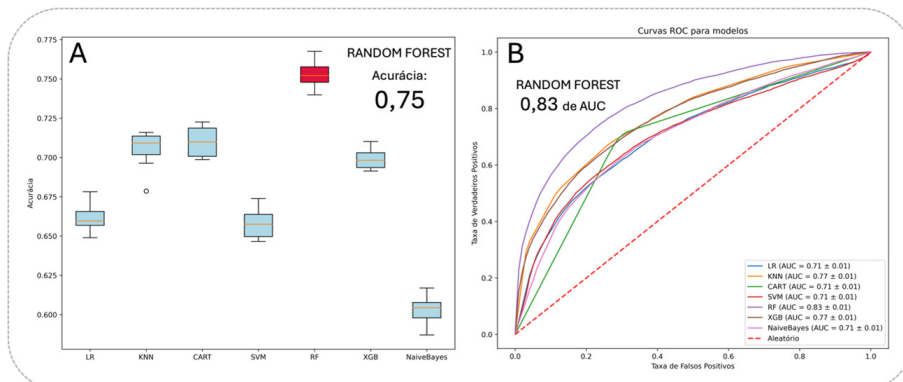 A
RANDOM FOREST
Acurácia:
0,75
0.775
0.750
0.725
0.700
0.675
0.650
0.625
0.600
Acurácia
LR
KNN
CART
SVM
RF
XGB
NaiveBayes
Curvas ROC para modelos
B
RANDOM FOREST
0,83 de AUC
1.0
0.8
0.6
0.4
0.2
0.0
Taxa de Verdadeiros Positivos
LR (AUC = 0.71 ± 0.01)
KNN (AUC = 0.77 ± 0.01)
CART (AUC = 0.71 ± 0.01)
SVM (AUC = 0.71 ± 0.01)
RF (AUC = 0.83 ± 0.01)
XGB (AUC = 0.77 ± 0.01)
NaiveBayes (AUC = 0.71 ± 0.01)
Aleatório
0.0
0.2
0.4
0.6
0.8
1.0
Taxa de Falsos Positivos